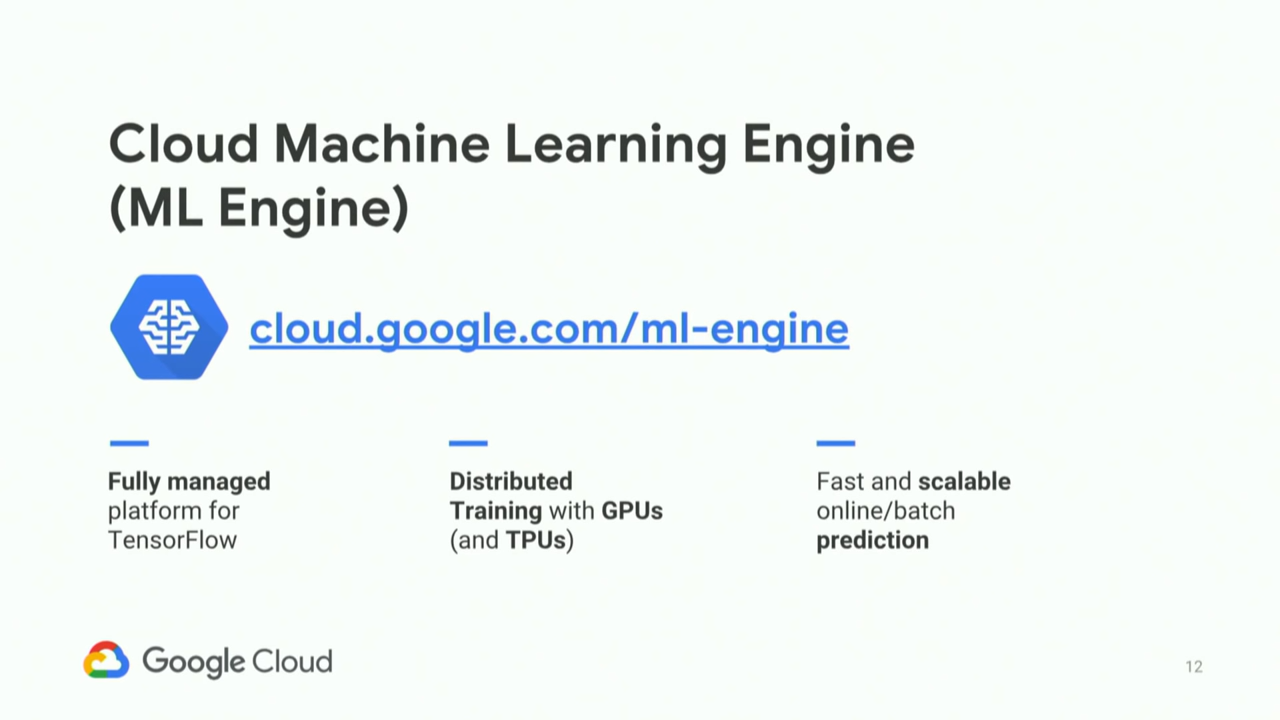 Cloud Machine Learning Engine
(ML Engine)
cloud.google.com/ml-engine
Fully managed
platform for
TensorFlow
Distributed
Training with GPUs
(and TPUs)
Fast and scalable
online/batch
prediction
Google Cloud
12